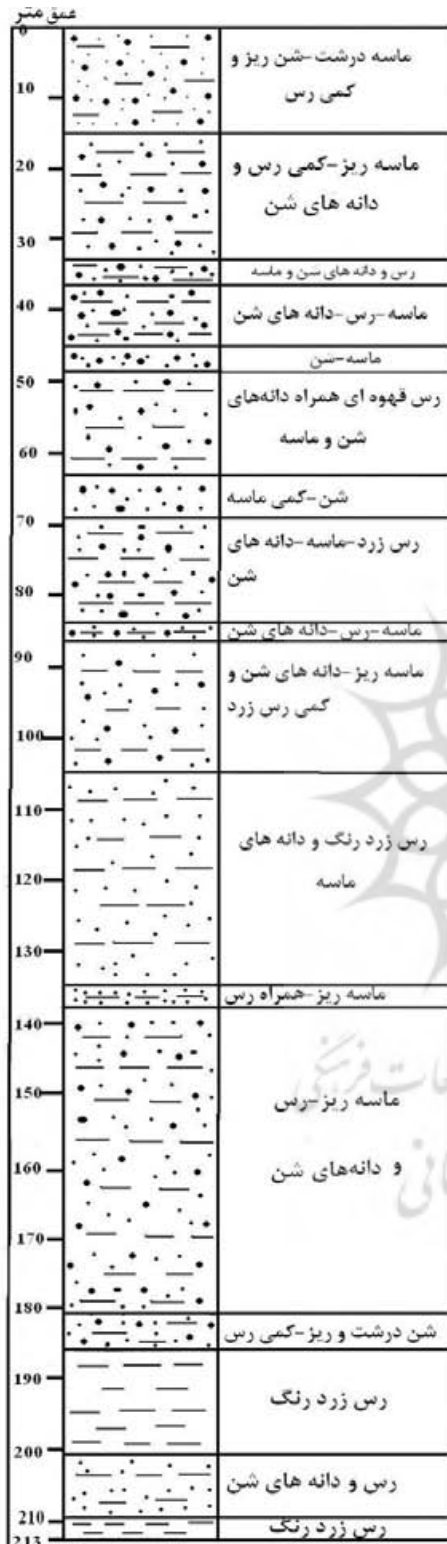 عمق متر
0
ماسه درشت-شن ریز و
کمی رس
10
ماسه ریز-کمی رس و
20
دانه های شن
30
رس و دانه های شن و ماسه
40
ماسه-رس-دانه های شن
ماسه-شن
50
رس قهوه ای همراه دانه‌های
شن و ماسه
60
شن-کمی ماسه
70
رس زرد-ماسه-دانه های
شن
80
ماسه-رس-دانه های شن
90
ماسه ریز-دانه های شن و
کمی رس زرد
100
110
رس زرد رنگ و دانه های
120
ماسه
130
ماسه ریز-همراه رس
140
150
ماسه ریز-رس
160
و دانه‌های شن
170
180
شن درشت و ریز-کمی رس
190
رس زرد رنگ
200
رس و دانه های شن
210
رس زرد رنگ
213